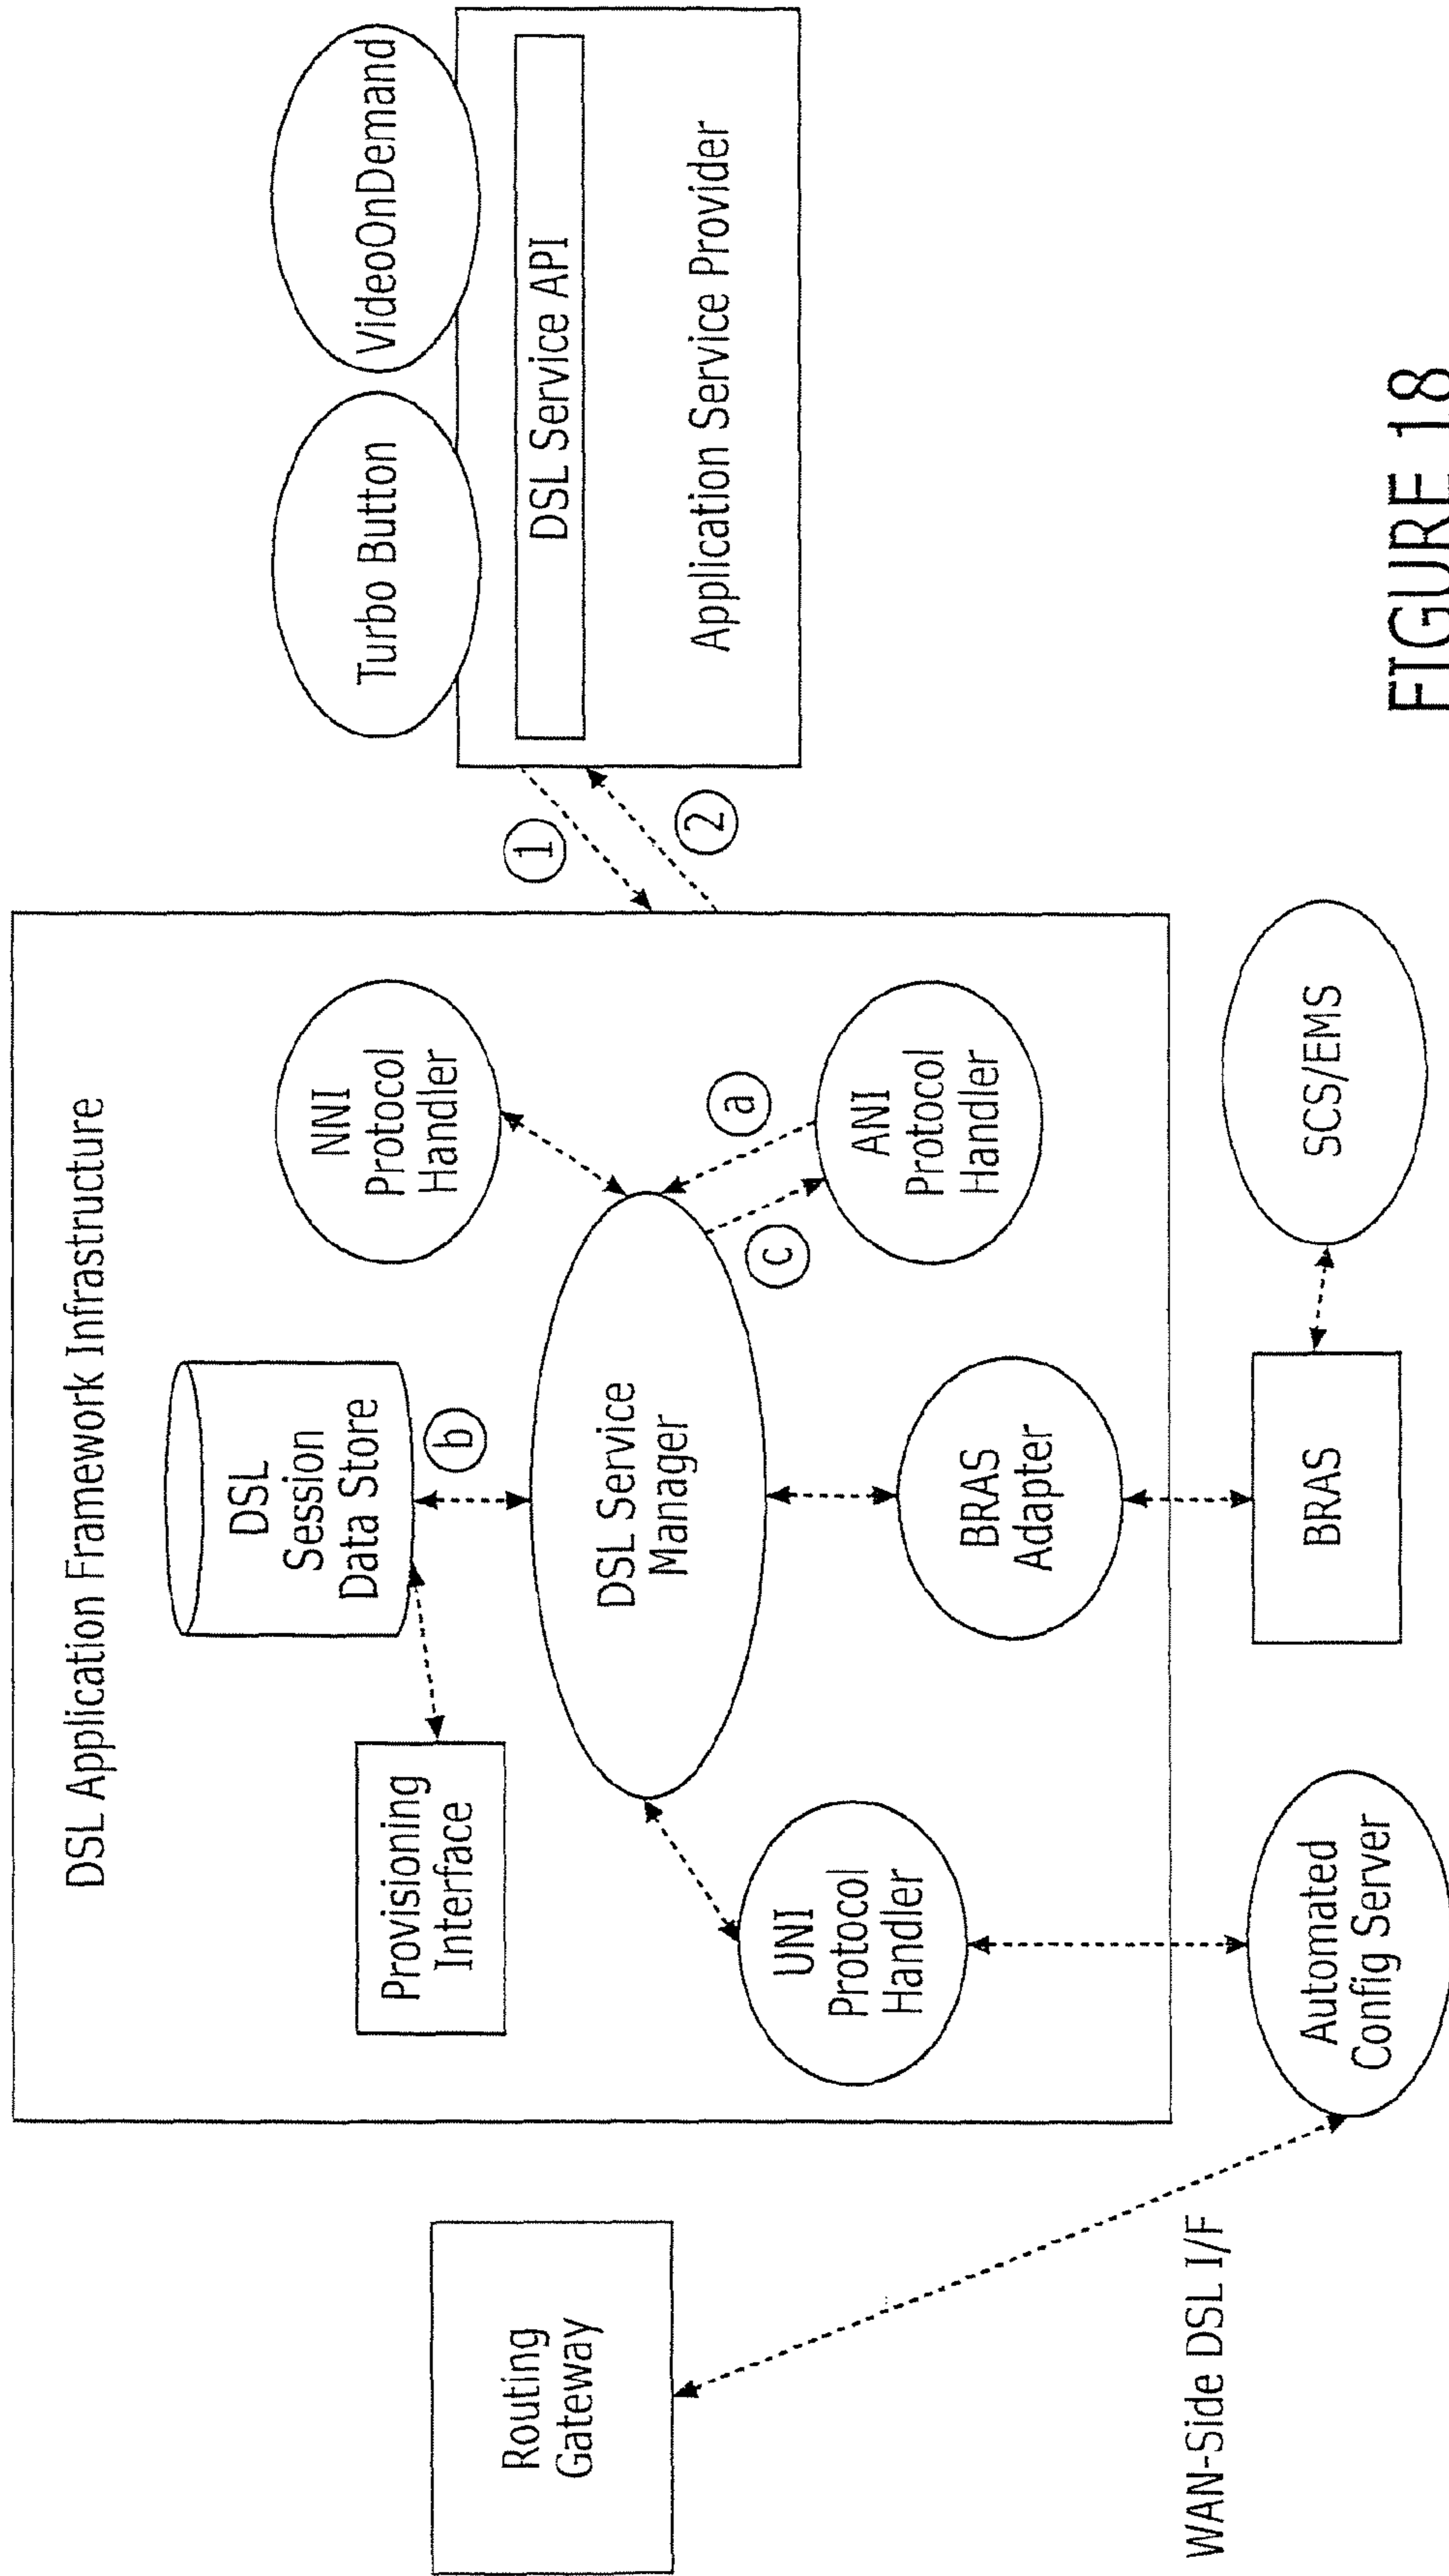 DSL Application Framework Infrastructure
Routing
Gateway
WAN-Side DSL I/F
Provisioning
Interface
DSL
Session
Data Store
b
NNI
Protocol
Handler
DSL Service
Manager
UNI
Protocol
Handler
BRAS
Adapter
c
a
ANI
Protocol
Handler
Automated
Config Server
BRAS
SCS/EMS
1
2
Turbo Button
VideoOnDemand
DSL Service API
Application Service Provider
FIGURE 18